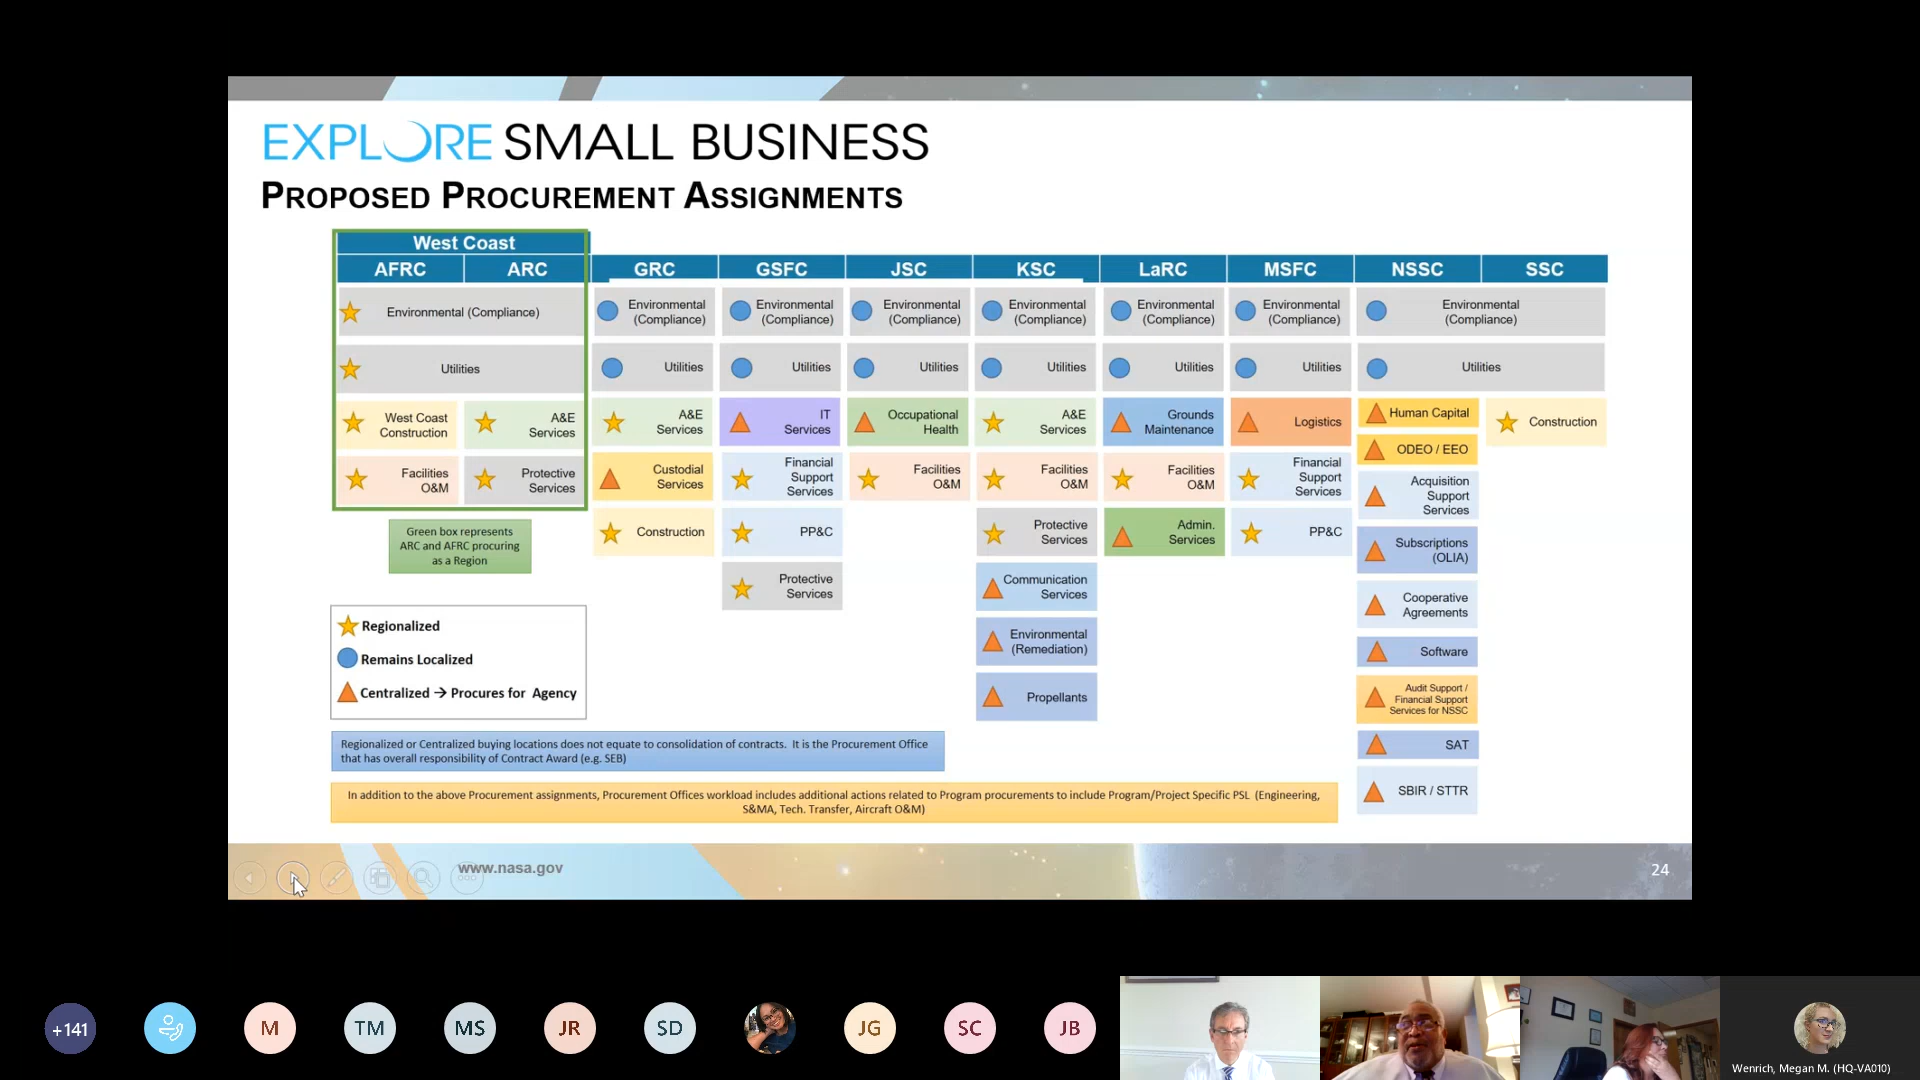 EXPLORE SMALL BUSINESS
PROPOSED PROCUREMENT ASSIGNMENTS
West Coast
AFRC
ARC
GRC
GSFC
JSC
KSC
LaRC
MSFC
NSSC
SSC
Environmental (Compliance)
Environmental
(Compliance)
Environmental
(Compliance)
Environmental
(Compliance)
Environmental
(Compliance)
Environmental
(Compliance)
Environmental
(Compliance)
Environmental
(Compliance)
Utilities
Utilities
Utilities
Utilities
Utilities
Utilities
Utilities
Utilities
West Coast
Construction
A&E
Services
A&E
Services
IT
Services
Occupational
Health
A&E
Services
Grounds
Maintenance
Logistics
Human Capital
Construction
ODEO / EEO
Facilities
O&M
Protective
Services
Custodial
Services
Financial
Support
Services
Facilities
O&M
Facilities
O&M
Facilities
O&M
Financial
Support
Services
Acquisition
Support
Services
Green box represents
ARC and AFRC procuring
as a Region
Construction
PP&C
Protective
Services
Admin.
Services
PP&C
Subscriptions
(OLIA)
Protective
Services
Communication
Services
Cooperative
Agreements
Regionalized
Remains Localized
Centralized → Procures for Agency
Environmental
(Remediation)
Software
Propellants
Audit Support /
Financial Support
Services for NSSC
SAT
SBIR / STTR
Regionalized or Centralized buying locations does not equate to consolidation of contracts. It is the Procurement Office
that has overall responsibility of Contract Award (e.g. SEB)
In addition to the above Procurement assignments, Procurement Offices workload includes additional actions related to Program procurements to include Program/Project Specific PSL (Engineering,
S&MA, Tech. Transfer, Aircraft O&M)
www.nasa.gov
24
+141
M
TM
MS
JR
SD
JG
SC
JB
Wenrich, Megan M. (HQ-VA010)